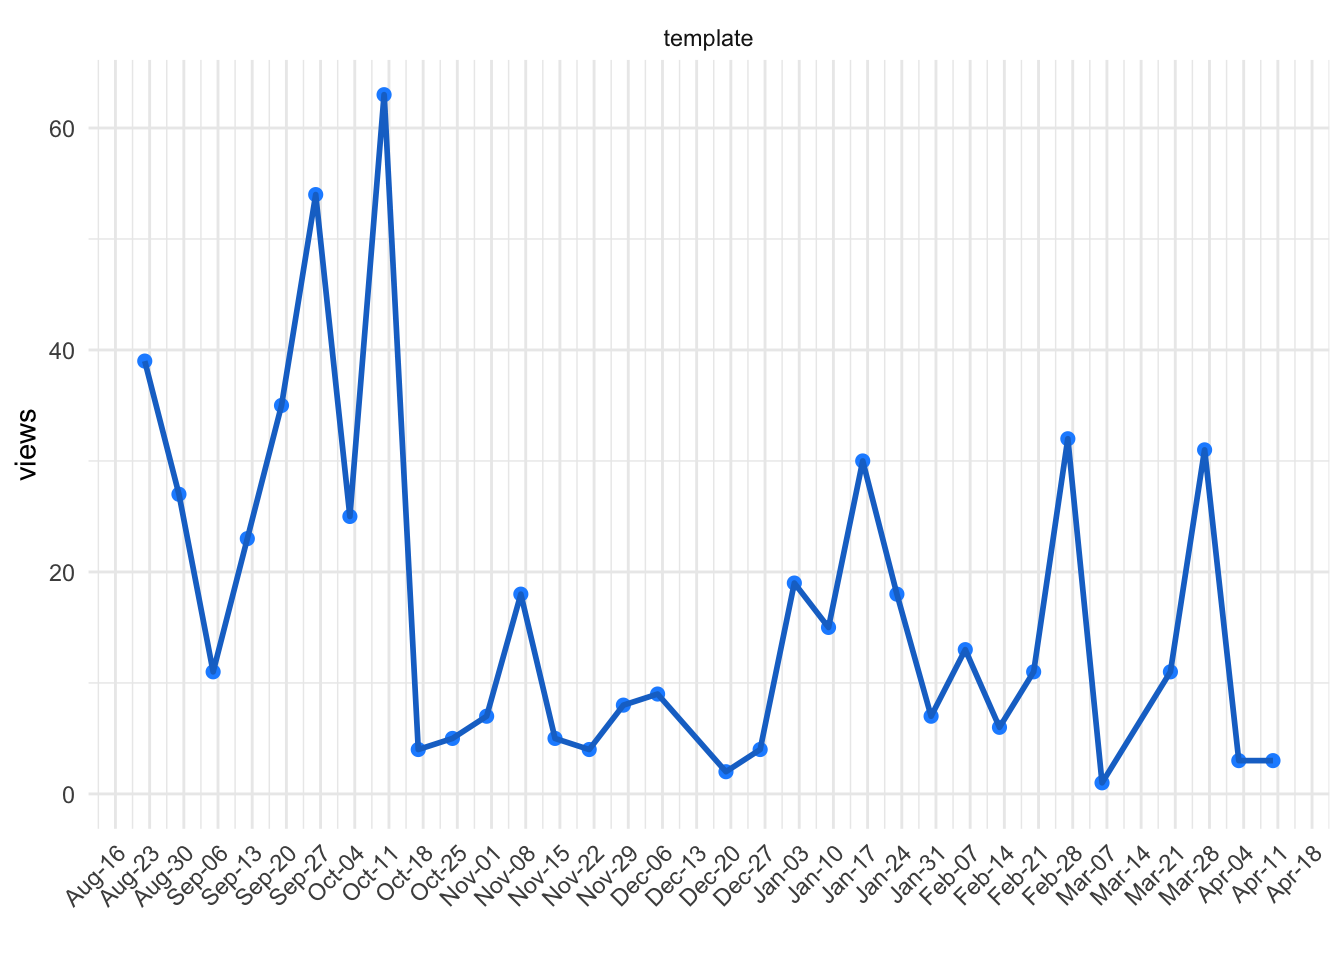 template
views
60
40
20
0
Aug-16
Aug-23
Aug-30
Sep-06
Sep-13
Sep-20
Sep-27
Oct-04
Oct-11
Oct-18
Oct-25
Nov-01
Nov-08
Nov-15
Nov-22
Nov-29
Dec-06
Dec-13
Dec-20
Dec-27
Jan-03
Jan-10
Jan-17
Jan-24
Jan-31
Feb-07
Feb-14
Feb-21
Feb-28
Mar-07
Mar-14
Mar-21
Mar-28
Apr-04
Apr-11
Apr-18